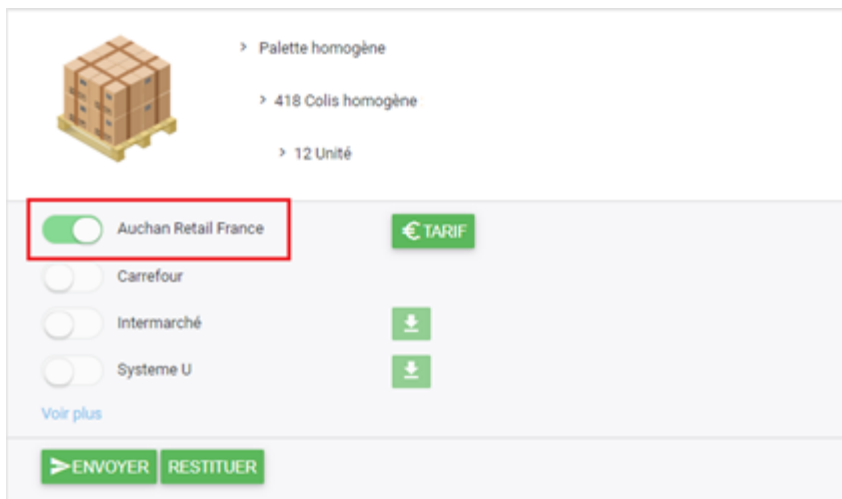 > Palette homogène
> 418 Colis homogène
> 12 Unité
Auchan Retail France
€ TARIF
Carrefour
Intermarché
Systeme U
Voir plus
ENVOYER RESTITUER